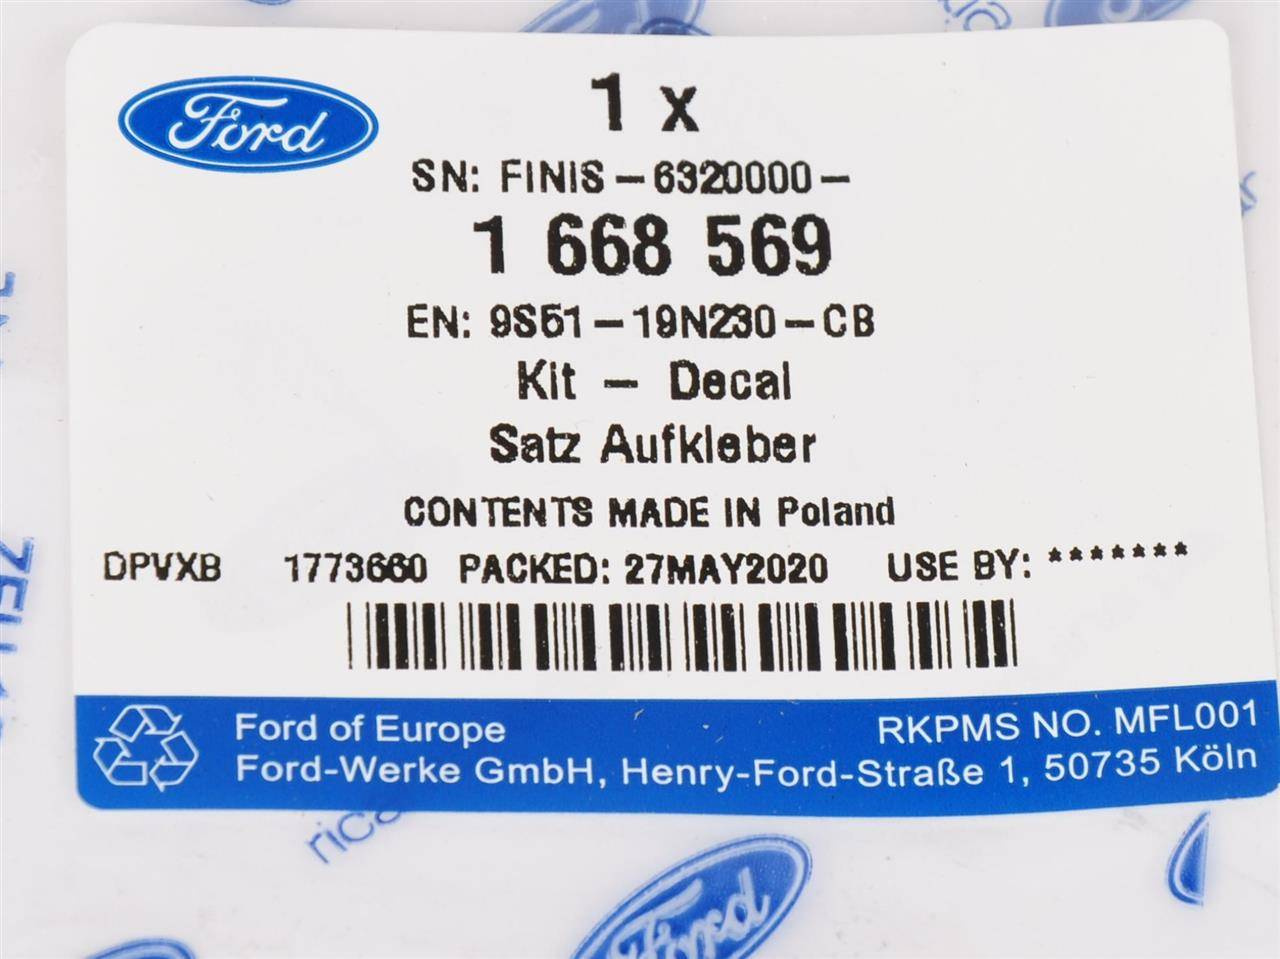 Ford
1 x
SN: FINIS - 6320000 -
1 668 569
EN: 9S51 - 19N230 - CB
Kit - Decal
Satz Aufkleber
CONTENTS MADE IN Poland
DPVXB 1773660 PACKED: 27MAY2020 USE BY: *******
Ford of Europe
RKPMS NO. MFL001
Ford-Werke GmbH, Henry-Ford-Straße 1, 50735 Köln
Ford